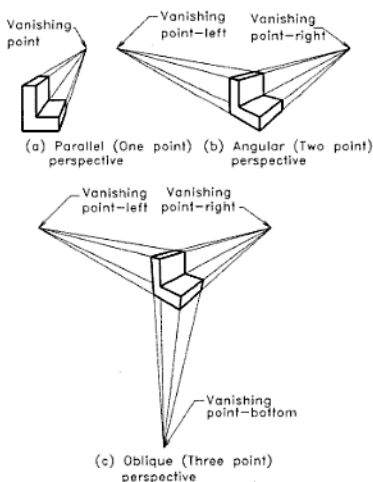 Vanishing
point
Vanishing
point-left
Vanishing
point-right
(a) Parallel (One point)
perspective
(b) Angular (Two point)
perspective
Vanishing
point-left
Vanishing
point-right
Vanishing
point-bottom
(c) Oblique (Three point)
perspective